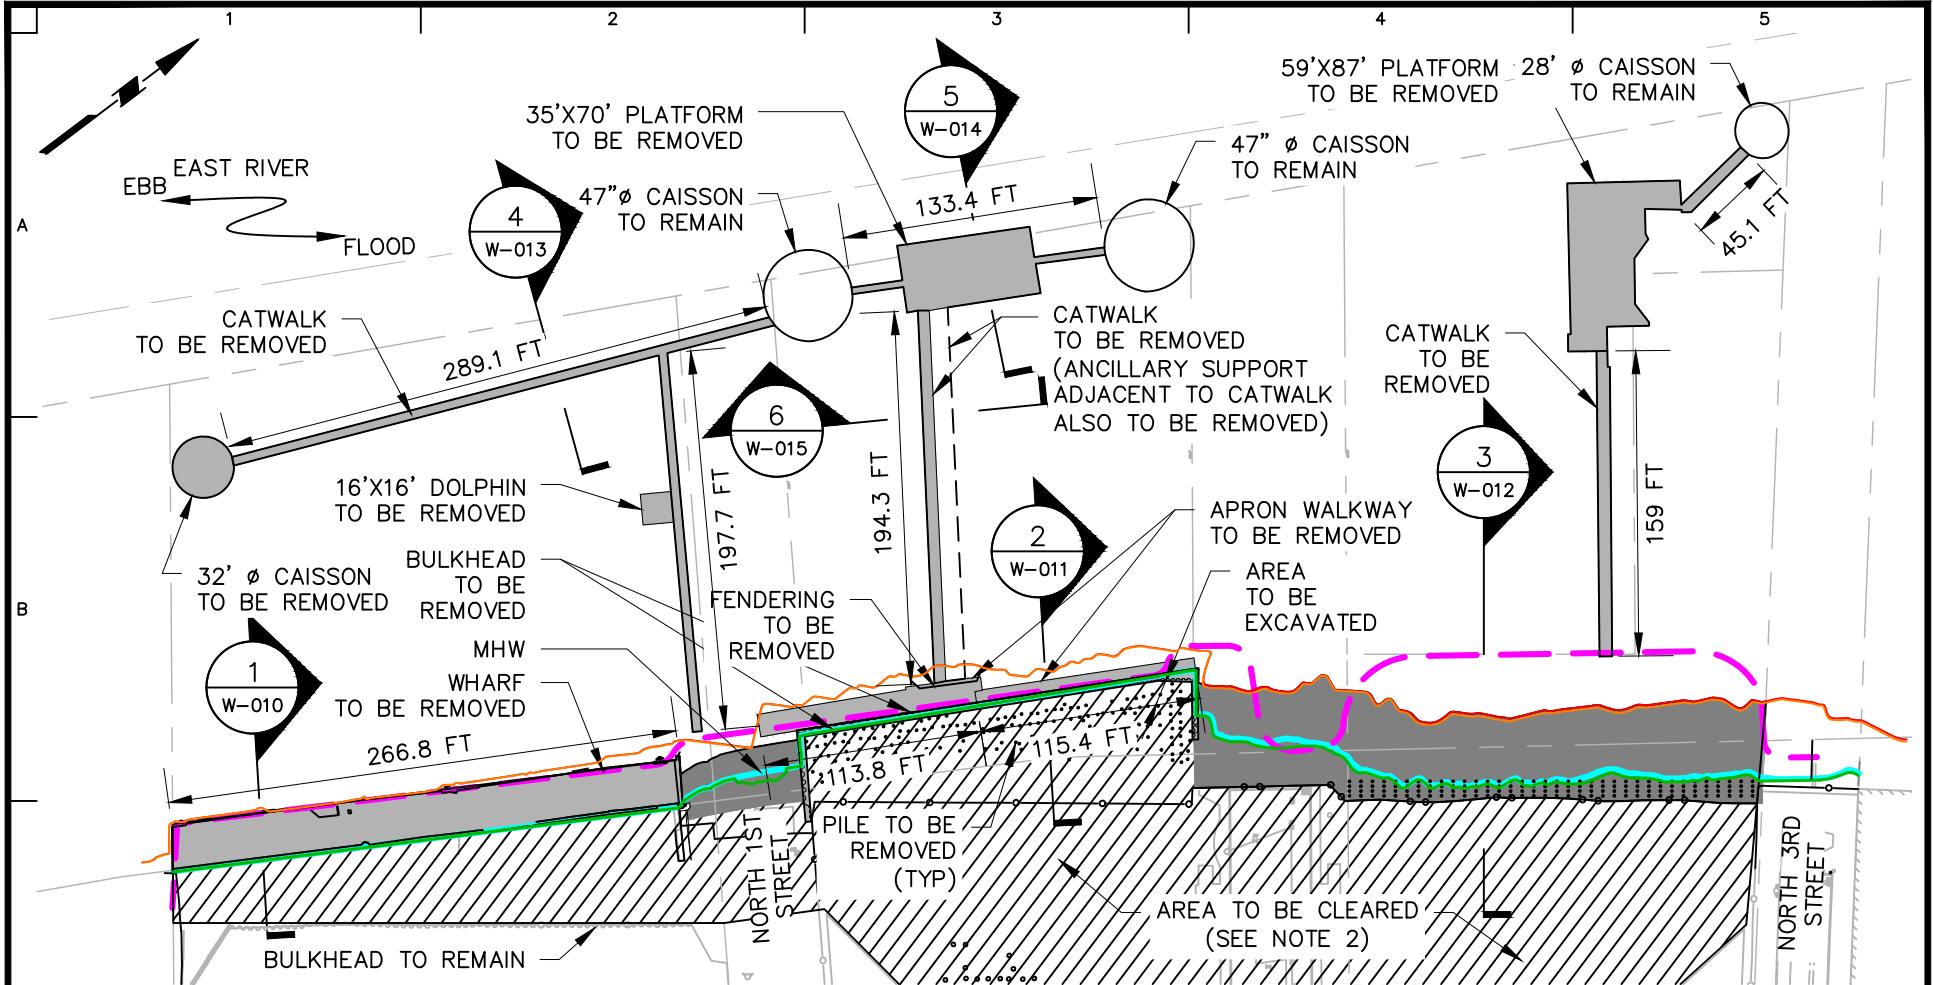 1
2
3
4
5
A
B
EAST RIVER
EBB
FLOOD
35'X70' PLATFORM
TO BE REMOVED
5
W-014
59'X87' PLATFORM
TO BE REMOVED
28' ø CAISSON
TO REMAIN
47" ø CAISSON
TO REMAIN
47"ø CAISSON
TO REMAIN
133.4 FT
4
W-013
45.1 FT
CATWALK
TO BE REMOVED
289.1 FT
CATWALK
TO BE REMOVED
(ANCILLARY SUPPORT
ADJACENT TO CATWALK
ALSO TO BE REMOVED)
CATWALK
TO BE
REMOVED
6
W-015
3
W-012
16'X16' DOLPHIN
TO BE REMOVED
197.7 FT
194.3 FT
159 FT
2
W-011
APRON WALKWAY
TO BE REMOVED
32' ø CAISSON
TO BE REMOVED
BULKHEAD
TO BE
REMOVED
FENDERING
TO BE
REMOVED
AREA
TO BE
EXCAVATED
1
W-010
MHW
WHARF
TO BE REMOVED
266.8 FT
113.8 FT
115.4 FT
PILE TO BE
REMOVED
(TYP)
NORTH 1ST
STREET
NORTH 3RD
STREET
AREA TO BE CLEARED
(SEE NOTE 2)
BULKHEAD TO REMAIN